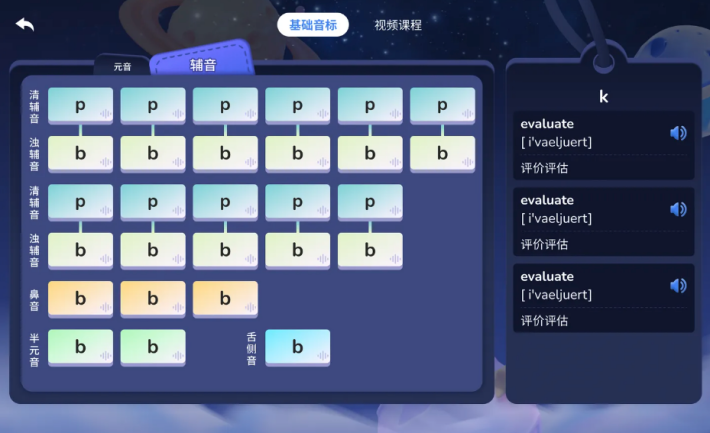 基础音标 视频课程
元音 辅音
清辅音 p p p p p p
浊辅音 b b b b b b
清辅音 p p p p p
浊辅音 b b b b b
鼻音 b b b
半元音 b b 舌侧音 b
k
evaluate
[ i'vaeljuert]
评价评估
evaluate
[ i'vaeljuert]
评价评估
evaluate
[ i'vaeljuert]
评价评估